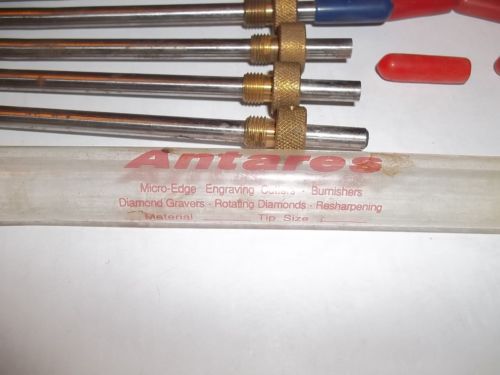 Antares
Micro-Edge Engraving Cutters · Burnishers
Diamond Gravers · Rotating Diamonds · Resharpening
Material Tip Size